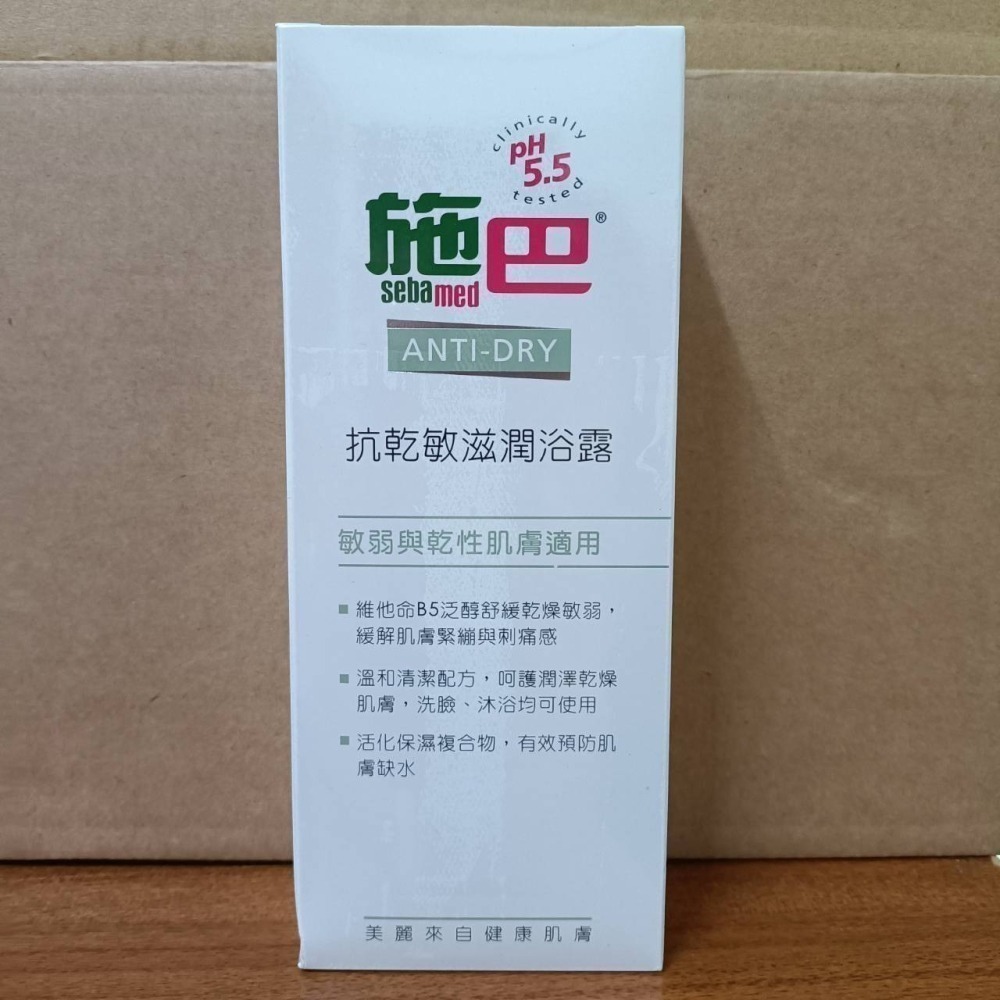 clinically
pH
5.5
tested
施巴®
sebamed
ANTI-DRY
抗乾敏滋潤浴露
敏弱與乾性肌膚適用
▪ 維他命B5泛醇舒緩乾燥敏弱，
緩解肌膚緊繃與刺痛感
▪ 溫和清潔配方，呵護潤澤乾燥
肌膚，洗臉、沐浴均可使用
▪ 活化保濕複合物，有效預防肌
膚缺水
美麗來自健康肌膚